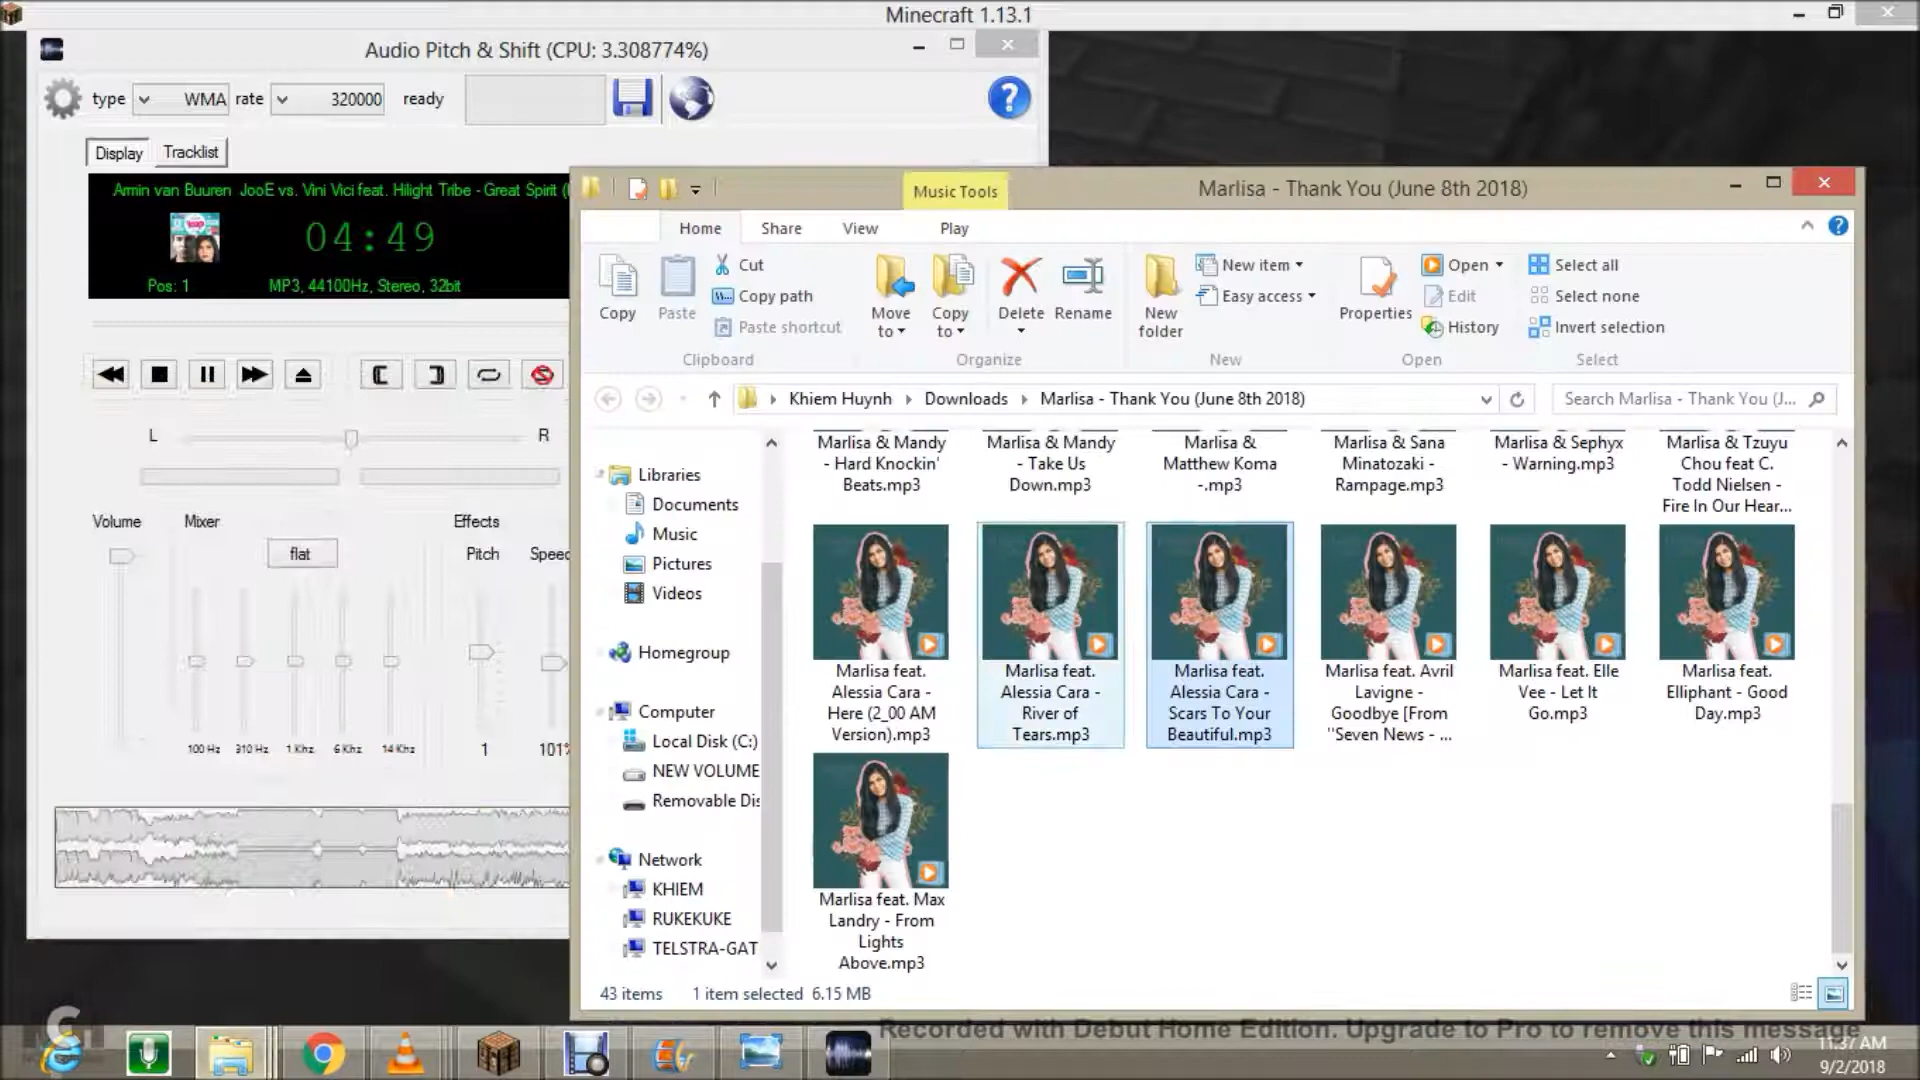 Minecraft 1.13.1
Audio Pitch & Shift (CPU: 3.308774%)
type WMA rate 320000 ready
Display Tracklist
Armin van Buuren JooE vs. Vini Vici feat. Hilight Tribe - Great Spirit (
04:49
Pos: 1 MP3, 44100Hz, Stereo, 32bit
L R
Volume Mixer Effects
flat Pitch Speed
100 Hz 310 Hz 1 Khz 6 Khz 14 Khz 1 101%
Music Tools Marlisa - Thank You (June 8th 2018)
Home Share View Play
Copy Paste Cut Copy path Paste shortcut
Clipboard
Move to Copy to Delete Rename
Organize
New folder New item Easy access
New
Properties Open Edit History
Open
Select all Select none Invert selection
Select
Khiem Huynh Downloads Marlisa - Thank You (June 8th 2018)
Search Marlisa - Thank You (J...
Libraries
Documents
Music
Pictures
Videos
Homegroup
Computer
Local Disk (C:)
NEW VOLUME
Removable Dis
Network
KHIEM
RUKEKUKE
TELSTRA-GAT
Marlisa & Mandy - Hard Knockin' Beats.mp3
Marlisa & Mandy - Take Us Down.mp3
Marlisa & Matthew Koma -.mp3
Marlisa & Sana Minatozaki - Rampage.mp3
Marlisa & Sephyx - Warning.mp3
Marlisa & Tzuyu Chou feat C. Todd Nielsen - Fire In Our Hear...
Marlisa feat. Alessia Cara - Here (2_00 AM Version).mp3
Marlisa feat. Alessia Cara - River of Tears.mp3
Marlisa feat. Alessia Cara - Scars To Your Beautiful.mp3
Marlisa feat. Avril Lavigne - Goodbye [From "Seven News - ...
Marlisa feat. Elle Vee - Let It Go.mp3
Marlisa feat. Elliphant - Good Day.mp3
Marlisa feat. Max Landry - From Lights Above.mp3
43 items 1 item selected 6.15 MB
Recorded with Debut Home Edition. Upgrade to Pro to remove this message
11:37 AM
9/2/2018